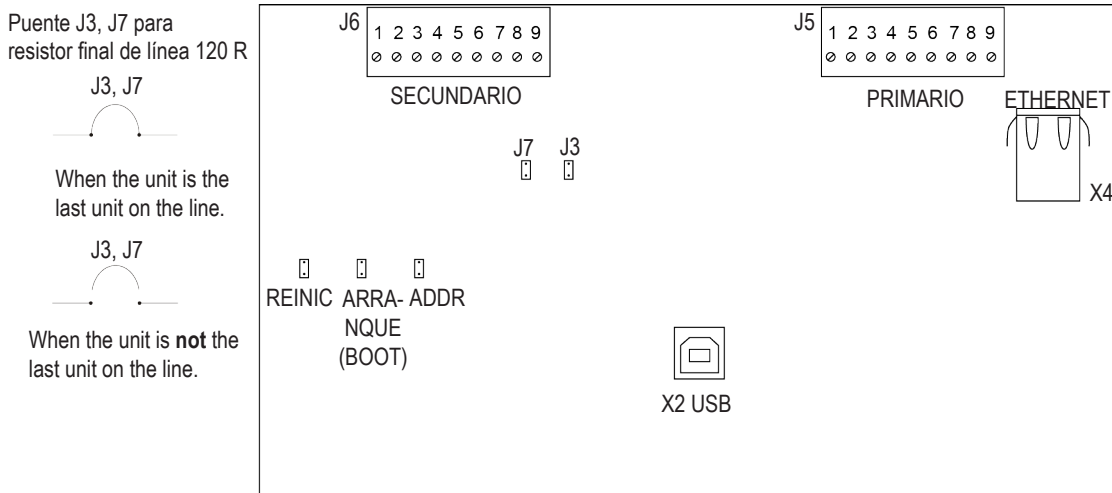 Puente J3, J7 para
resistor final de línea 120 R
J3, J7
When the unit is the
last unit on the line.
J3, J7
When the unit is not the
last unit on the line.
J6
1 2 3 4 5 6 7 8 9
SECUNDARIO
J5
1 2 3 4 5 6 7 8 9
PRIMARIO
ETHERNET
X4
J7 J3
REINIC ARRA- ADDR
NQUE
(BOOT)
X2 USB